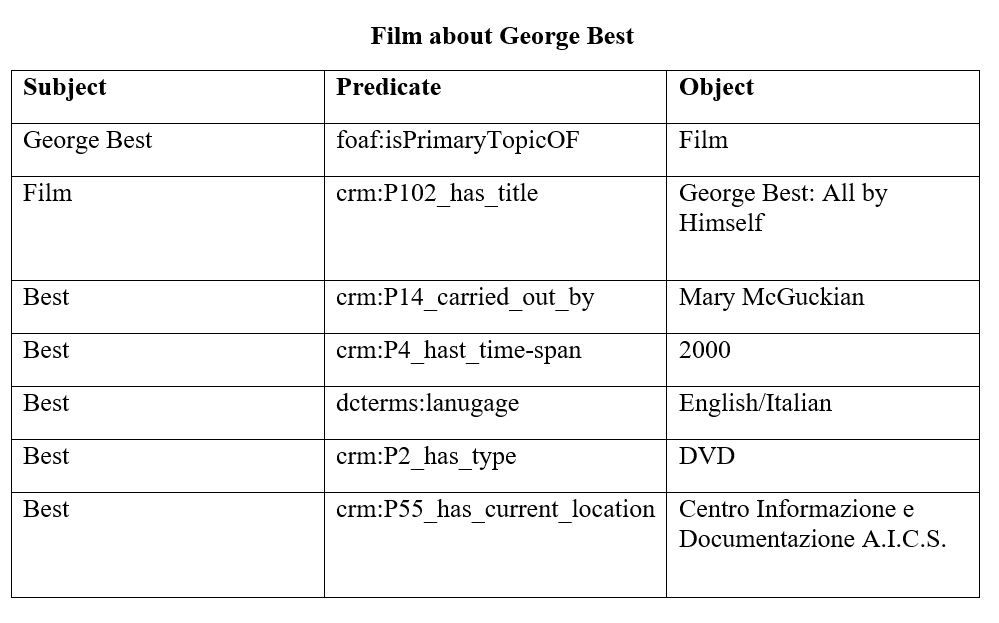 Film about George Best
Subject Predicate Object
George Best foaf:isPrimaryTopicOF Film
Film crm:P102_has_title George Best: All by
Himself
Best crm:P14_carried_out_by Mary McGuckian
Best crm:P4_hast_time-span 2000
Best dcterms:lanugage English/Italian
Best crm:P2_has_type DVD
Best crm:P55_has_current_location Centro Informazione e
Documentazione A.I.C.S.